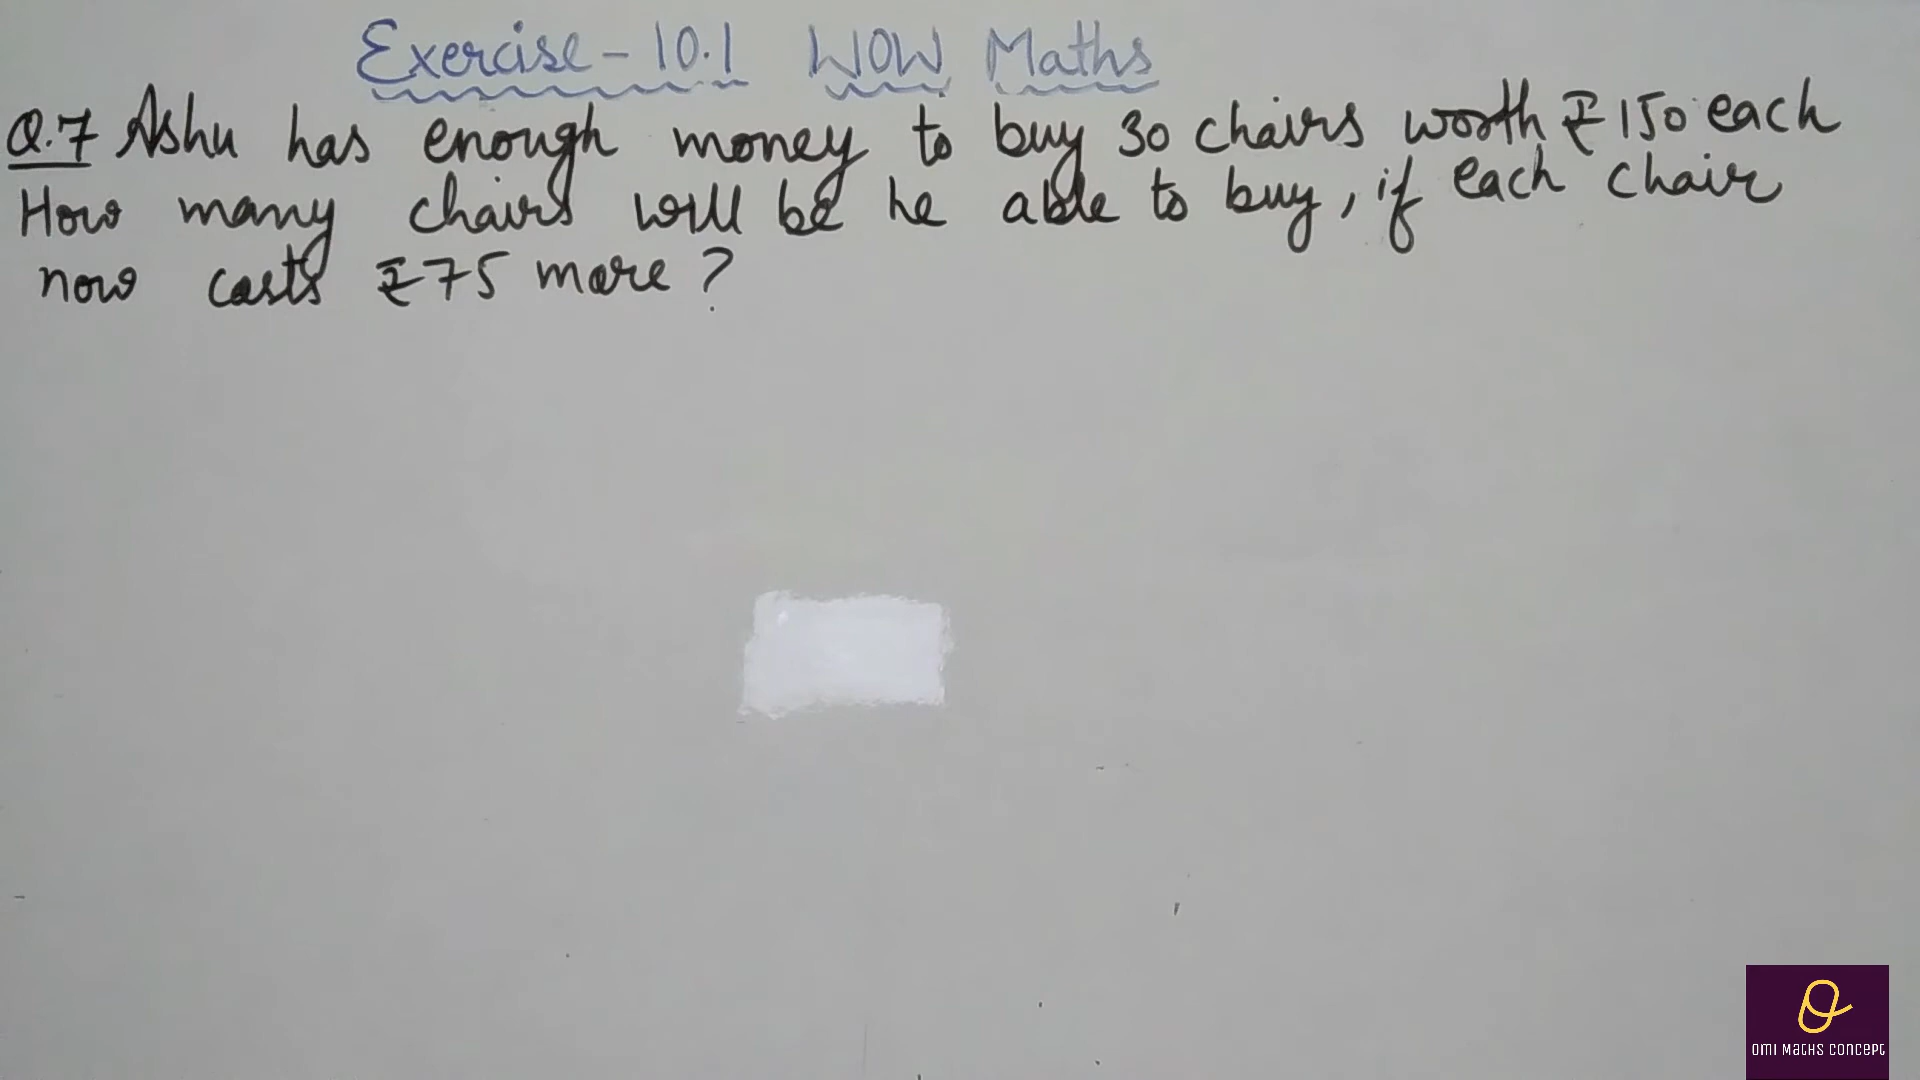 Exercise - 10.1 WOW Maths
Q.7 Ashu has enough money to buy 30 chairs worth ₹150 each
How many chairs will be he able to buy, if each chair
now costs ₹75 more?
OMI MATHS CONCEPT